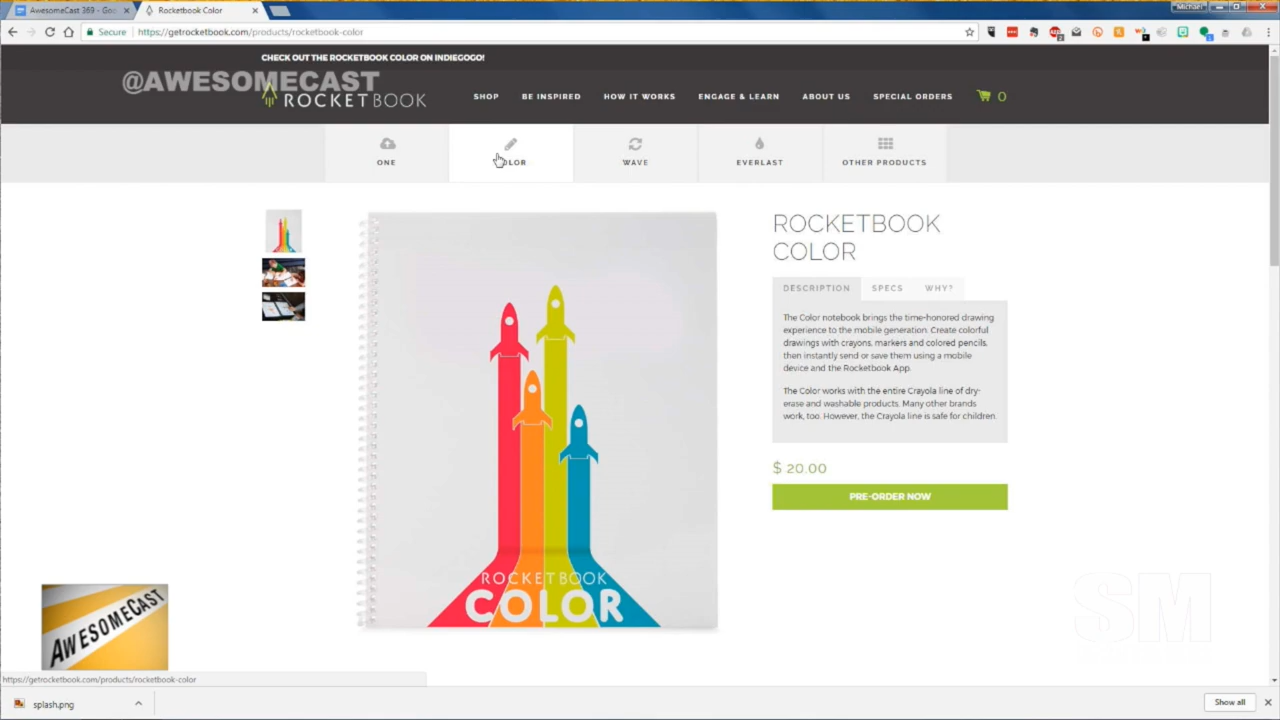 AwesomeCast 369 - Goo
Rocketbook Color
Michael
Secure
https://getrocketbook.com/products/rocketbook-color
CHECK OUT THE ROCKETBOOK COLOR ON INDIEGOGO!
@AWESOMECAST
ROCKETBOOK
SHOP
BE INSPIRED
HOW IT WORKS
ENGAGE & LEARN
ABOUT US
SPECIAL ORDERS
0
ONE
COLOR
WAVE
EVERLAST
OTHER PRODUCTS
ROCKETBOOK
COLOR
DESCRIPTION
SPECS
WHY?
The Color notebook brings the time-honored drawing
experience to the mobile generation. Create colorful
drawings with crayons, markers and colored pencils,
then instantly send or save them using a mobile
device and the Rocketbook App.
The Color works with the entire Crayola line of dry-
erase and washable products. Many other brands
work, too. However, the Crayola line is safe for children.
$ 20.00
PRE-ORDER NOW
ROCKETBOOK
COLOR
AWESOMECAST
SM
https://getrocketbook.com/products/rocketbook-color
splash.png
Show all